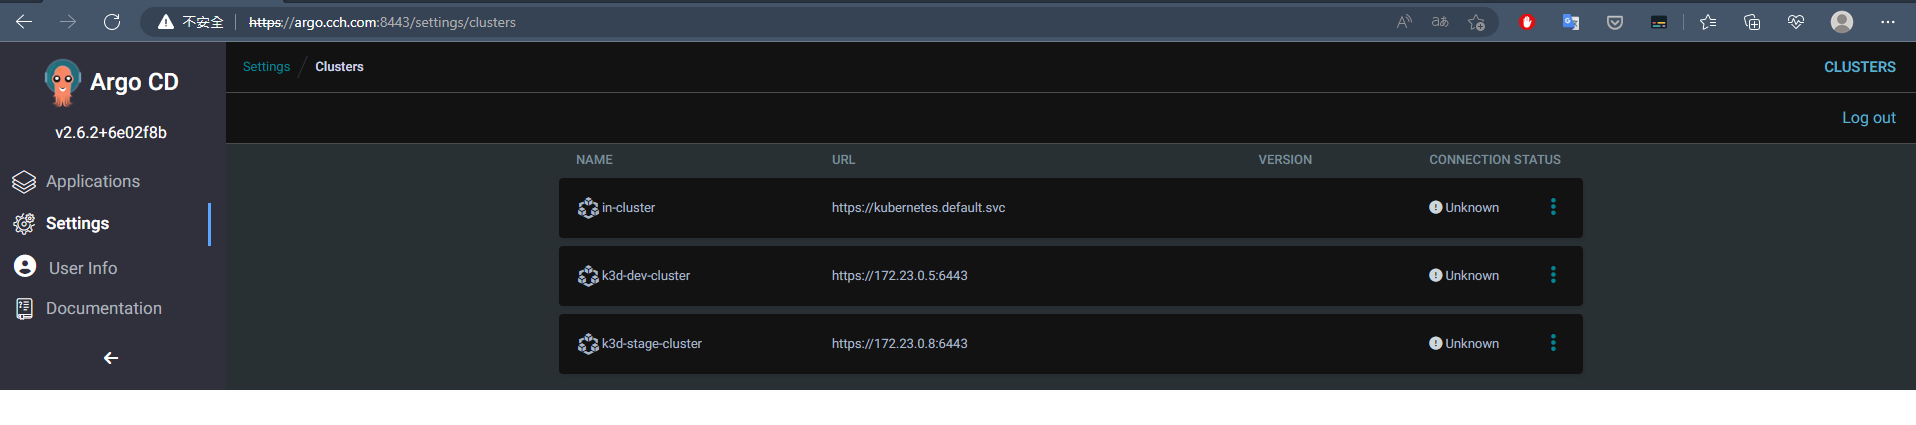 不安全 https://argo.cch.com:8443/settings/clusters
Argo CD
v2.6.2+6e02f8b
Applications
Settings
User Info
Documentation
Settings / Clusters
CLUSTERS
Log out
NAME URL VERSION CONNECTION STATUS
in-cluster https://kubernetes.default.svc Unknown
k3d-dev-cluster https://172.23.0.5:6443 Unknown
k3d-stage-cluster https://172.23.0.8:6443 Unknown